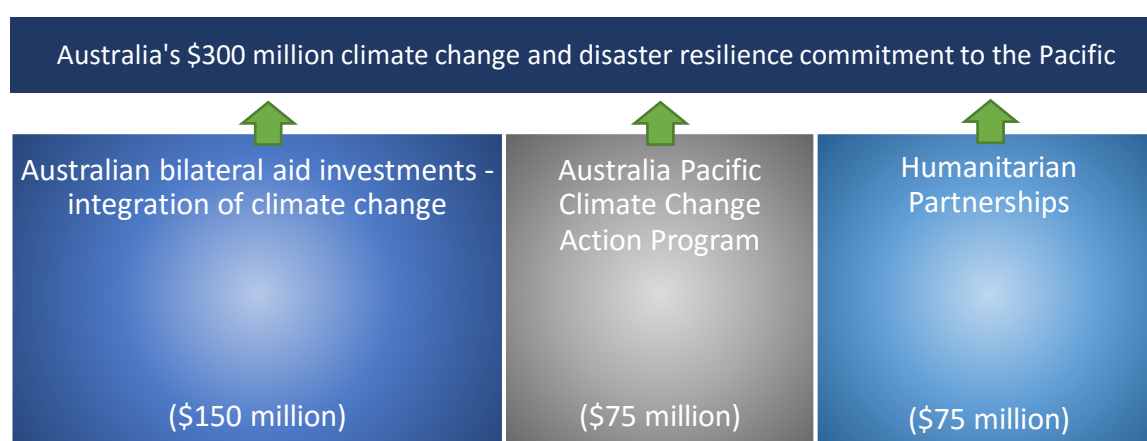 Australia's $300 million climate change and disaster resilience commitment to the Pacific
Australian bilateral aid investments -
integration of climate change
($150 million)
Australia Pacific
Climate Change
Action Program
($75 million)
Humanitarian
Partnerships
($75 million)